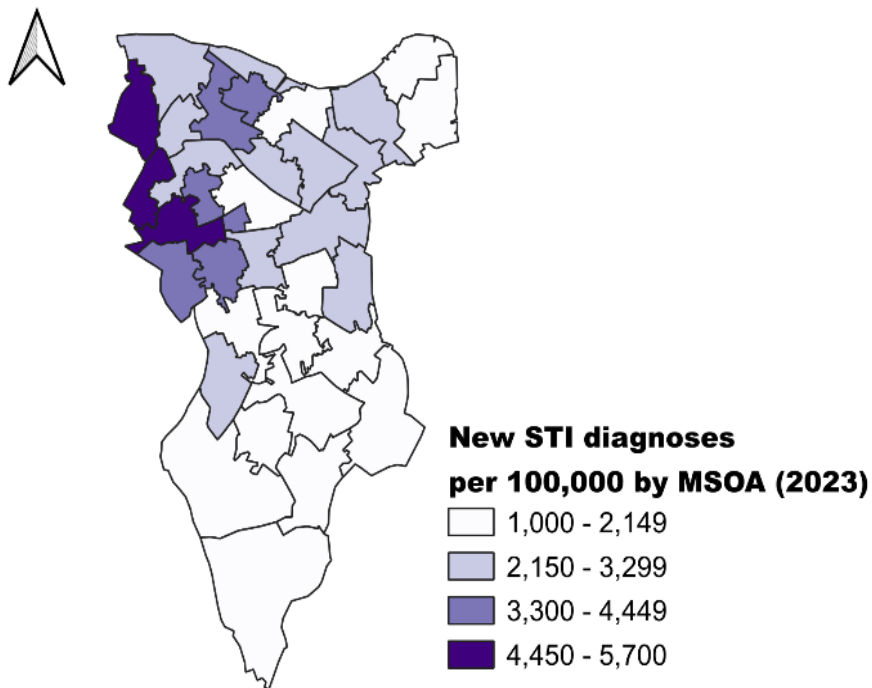 New STI diagnoses
per 100,000 by MSOA (2023)
1,000 - 2,149
2,150 - 3,299
3,300 - 4,449
4,450 - 5,700